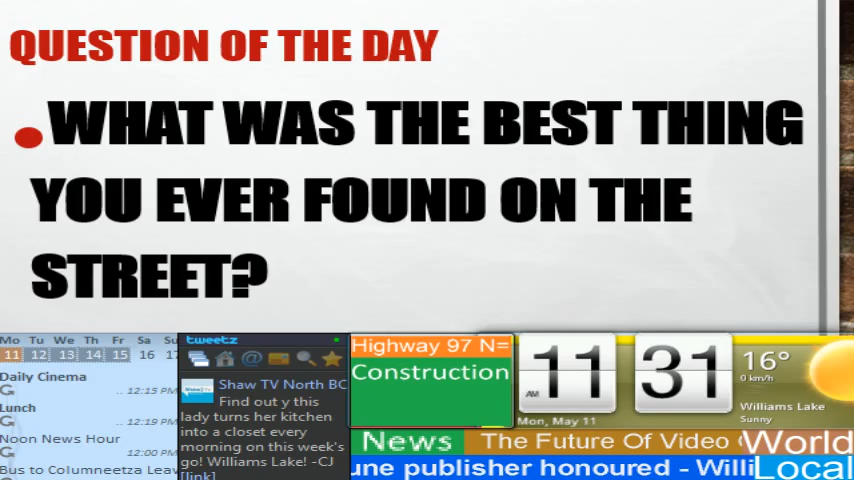 QUESTION OF THE DAY
WHAT WAS THE BEST THING
YOU EVER FOUND ON THE
STREET?
Mo Tu We Th Fr Sa Su
11 12 13 14 15 16 17
Daily Cinema
.. 12:15 PM
Lunch
.. 12:19 PM
Noon News Hour
12:00 PM
Bus to Columneetza Leav
tweetz
Shaw TV North BC
Find out y this
lady turns her kitchen
into a closet every
morning on this week's
go! Williams Lake! -CJ
[link]
Highway 97 N=
Construction
11 31
AM
Mon, May 11
16°
0 km/h
Williams Lake
Sunny
News The Future Of Video World
une publisher honoured - Willi Local